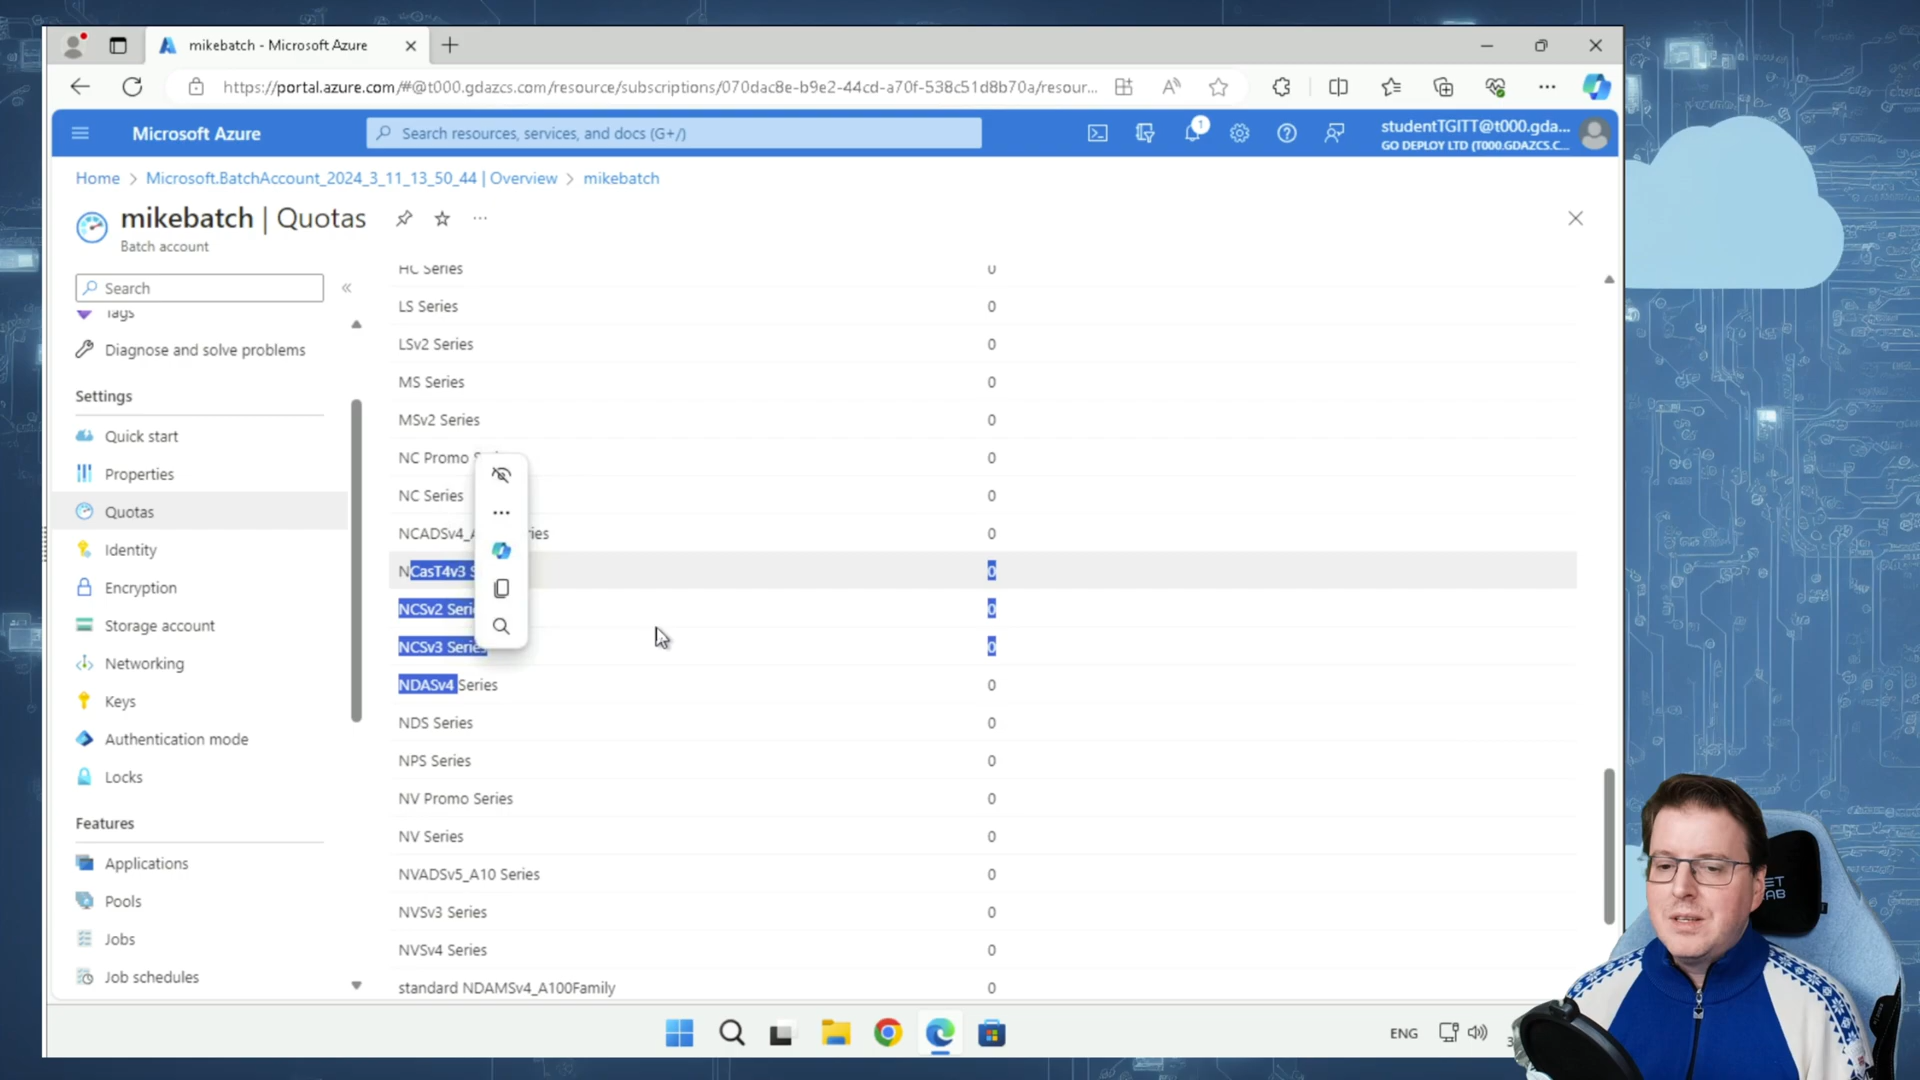 mikebatch - Microsoft Azure
https://portal.azure.com/#@t000.gdazcs.com/resource/subscriptions/070dac8e-b9e2-44cd-a70f-538c51d8b70a/resour...
Microsoft Azure
Search resources, services, and docs (G+/)
1
studentTGITT@t000.gda...
GO DEPLOY LTD (T000.GDAZCS.C...
Home > Microsoft.BatchAccount_2024_3_11_13_50_44 | Overview > mikebatch
mikebatch | Quotas
Batch account
Search
Tags
Diagnose and solve problems
Settings
Quick start
Properties
Quotas
Identity
Encryption
Storage account
Networking
Keys
Authentication mode
Locks
Features
Applications
Pools
Jobs
Job schedules
HC Series 0
LS Series 0
LSv2 Series 0
MS Series 0
MSv2 Series 0
NC Promo 0
NC Series 0
NCADSv4_ 0
NCasT4v3 0
NCSv2 0
NCSv3 Series 0
NDASv4 Series 0
NDS Series 0
NPS Series 0
NV Promo Series 0
NV Series 0
NVADSv5_A10 Series 0
NVSv3 Series 0
NVSv4 Series 0
standard NDAMSv4_A100Family 0
ENG